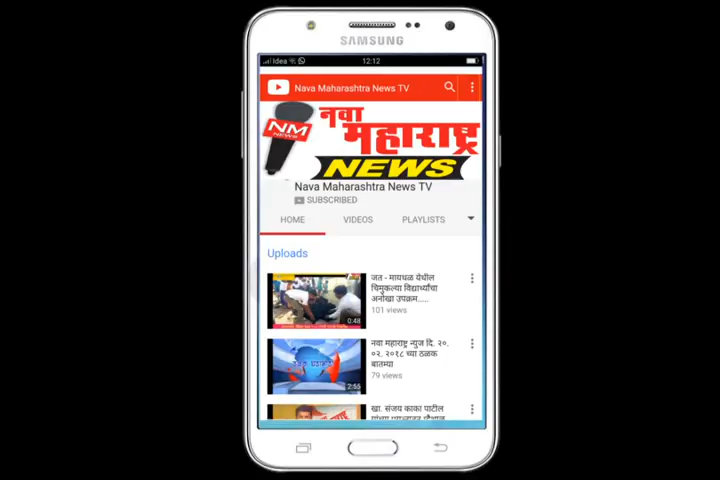 SAMSUNG
Idea
12:12
Nava Maharashtra News TV
NM
NEWS
नवा
महाराष्ट्र
NEWS
Nava Maharashtra News TV
SUBSCRIBED
HOME VIDEOS PLAYLISTS
Uploads
0:48
जत - मायथळ येथील
चिमुकल्या विद्यार्थ्यांचा
अनोखा उपक्रम.....
101 views
2:55
नवा महाराष्ट्र न्युज दि. २०.
०२. २०१८ च्या ठळक
बातम्या
79 views
खा. संजय काका पाटील